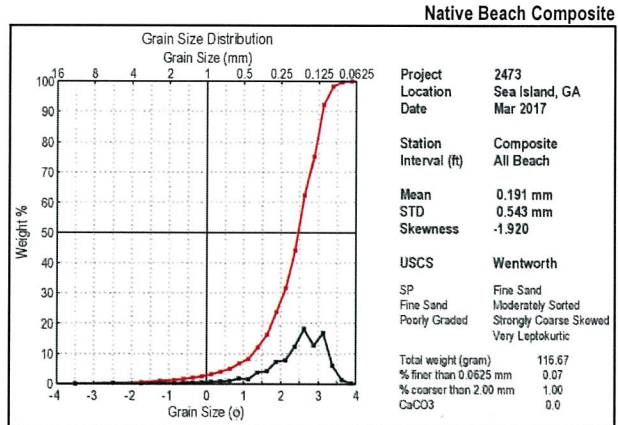 Native Beach Composite
Grain Size Distribution
Grain Size (mm)
16 8 4 2 1 0.5 0.25 0.125 0.0625
100
90
80
70
60
50
40
30
20
10
0
Weight %
-4 -3 -2 -1 0 1 2 3 4
Grain Size (φ)
Project 2473
Location Sea Island, GA
Date Mar 2017
Station Composite
Interval (ft) All Beach
Mean 0.191 mm
STD 0.543 mm
Skewness -1.920
USCS Wentworth
SP Fine Sand
Fine Sand Moderately Sorted
Poorly Graded Strongly Coarse Skewed
Very Leptokurtic
Total weight (gram) 116.67
% finer than 0.0625 mm 0.07
% coarser than 2.00 mm 1.00
CaCO3 0.0